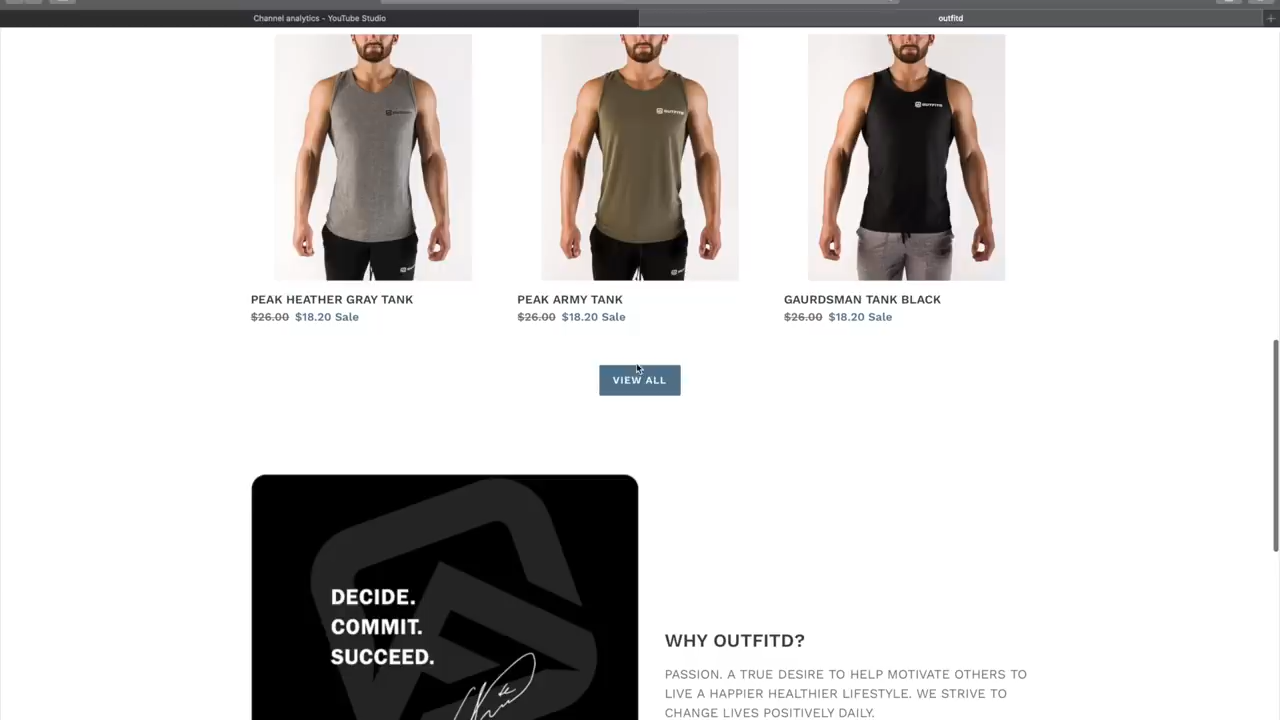 Channel analytics - YouTube Studio
outfitd
OUTFITD
OUTFITD
PEAK HEATHER GRAY TANK
PEAK ARMY TANK
GAURDSMAN TANK BLACK
$26.00 $18.20 Sale
$26.00 $18.20 Sale
$26.00 $18.20 Sale
VIEW ALL
DECIDE.
COMMIT.
SUCCEED.
WHY OUTFITD?
PASSION. A TRUE DESIRE TO HELP MOTIVATE OTHERS TO
LIVE A HAPPIER HEALTHIER LIFESTYLE. WE STRIVE TO
CHANGE LIVES POSITIVELY DAILY.